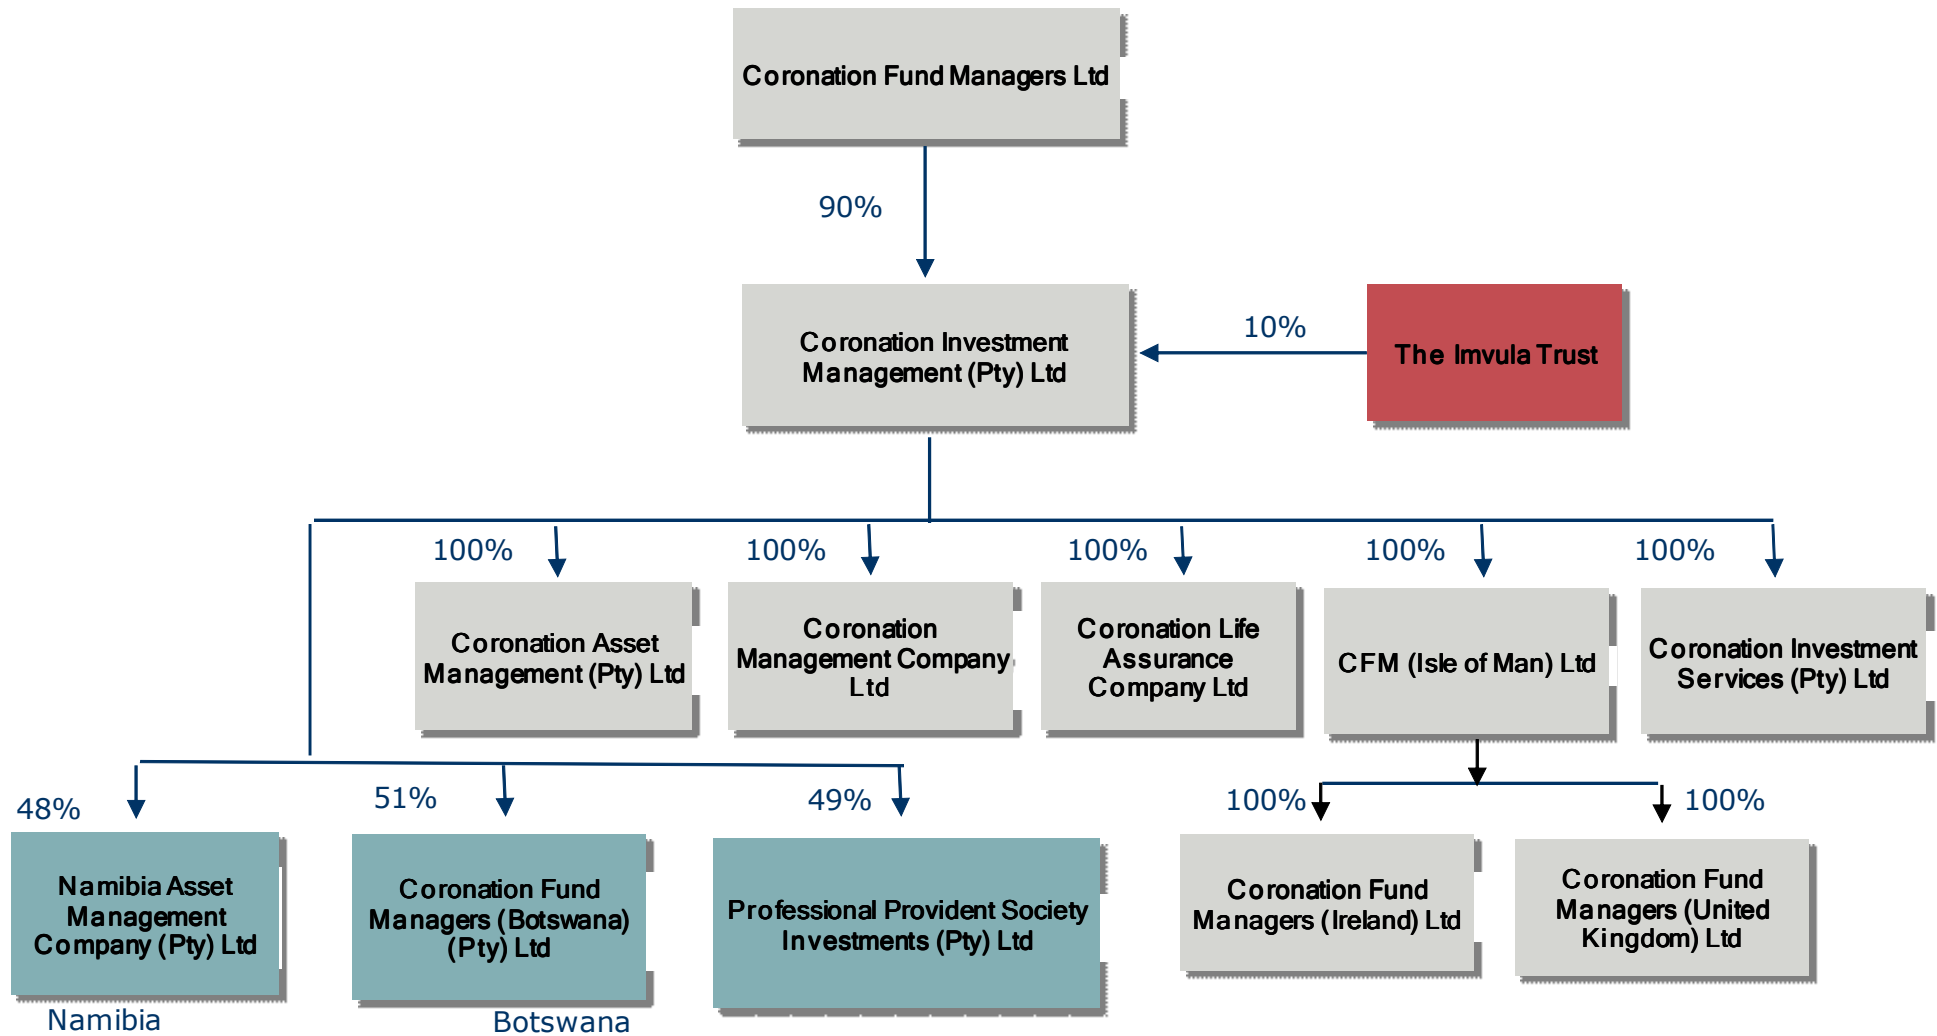 Coronation Fund Managers Ltd
90%
Coronation Investment
Management (Pty) Ltd
10%
The Imvula Trust
100%
100%
100%
100%
100%
Coronation Asset
Management (Pty) Ltd
Coronation
Management Company
Ltd
Coronation Life
Assurance
Company Ltd
CFM (Isle of Man) Ltd
Coronation Investment
Services (Pty) Ltd
48%
51%
49%
100%
100%
Namibia Asset
Management
Company (Pty) Ltd
Coronation Fund
Managers (Botswana)
(Pty) Ltd
Professional Provident Society
Investments (Pty) Ltd
Coronation Fund
Managers (Ireland) Ltd
Coronation Fund
Managers (United
Kingdom) Ltd
Namibia
Botswana